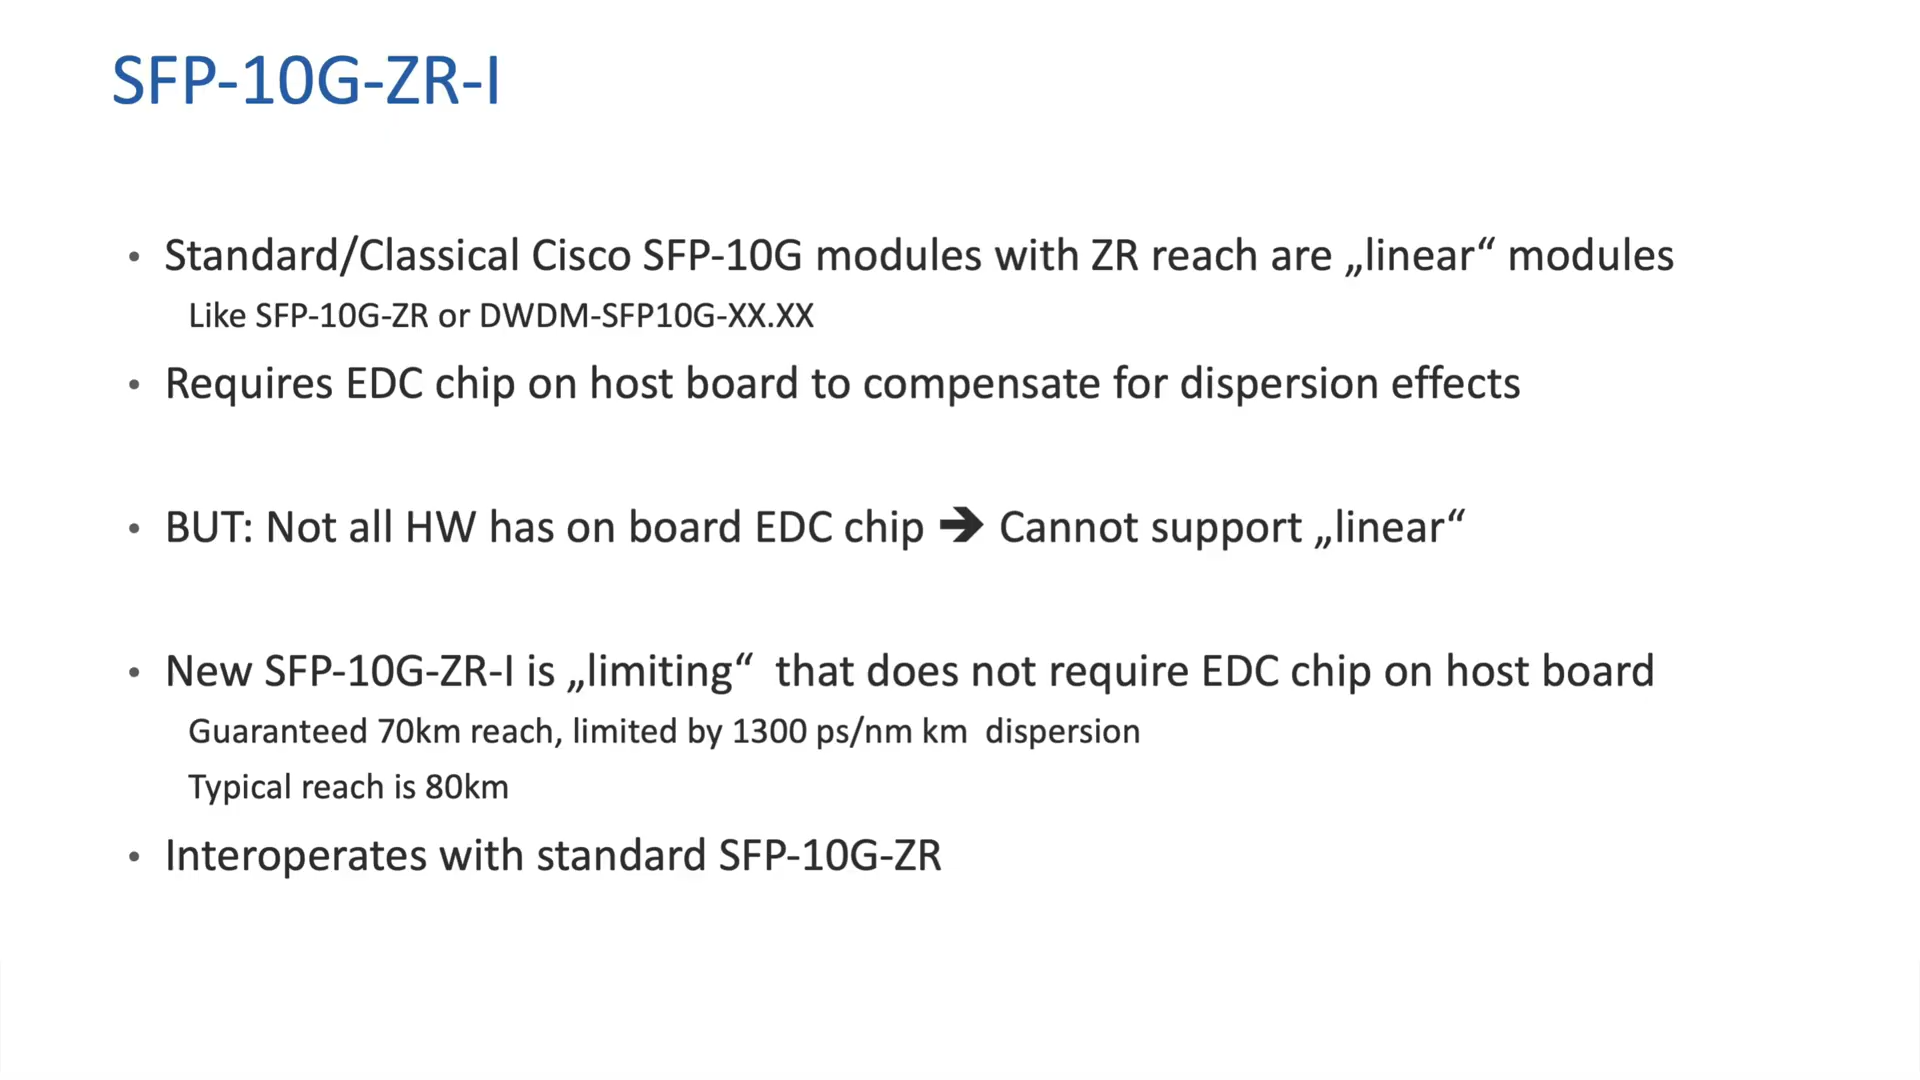 SFP-10G-ZR-I
• Standard/Classical Cisco SFP-10G modules with ZR reach are „linear“ modules
Like SFP-10G-ZR or DWDM-SFP10G-XX.XX
• Requires EDC chip on host board to compensate for dispersion effects
• BUT: Not all HW has on board EDC chip ➔ Cannot support „linear“
• New SFP-10G-ZR-I is „limiting“ that does not require EDC chip on host board
Guaranteed 70km reach, limited by 1300 ps/nm km dispersion
Typical reach is 80km
• Interoperates with standard SFP-10G-ZR